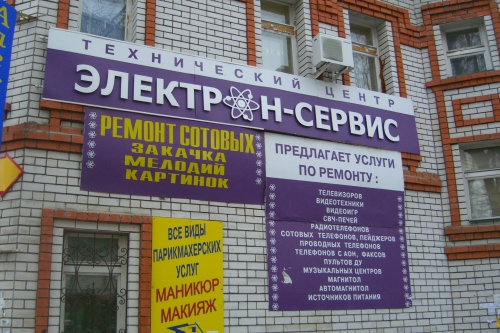 ТЕХНИЧЕСКИЙ ЦЕНТР
ЭЛЕКТРОН-СЕРВИС
РЕМОНТ СОТОВЫХ
ЗАКАЧКА
МЕЛОДИЙ
КАРТИНОК
ПРЕДЛАГАЕТ УСЛУГИ
ПО РЕМОНТУ:
ТЕЛЕВИЗОРОВ
ВИДЕОТЕХНИКИ
ВИДЕОИГР
СВЧ-ПЕЧЕЙ
РАДИОТЕЛЕФОНОВ
СОТОВЫХ ТЕЛЕФОНОВ, ПЕЙДЖЕРОВ
ПРОВОДНЫХ ТЕЛЕФОНОВ
ТЕЛЕФОНОВ С АОН, ФАКСОВ
ПУЛЬТОВ ДУ
МУЗЫКАЛЬНЫХ ЦЕНТРОВ
МАГНИТОЛ
АВТОМАГНИТОЛ
ИСТОЧНИКОВ ПИТАНИЯ
ВСЕ ВИДЫ
ПАРИКМАХЕРСКИХ
УСЛУГ
МАНИКЮР
МАКИЯЖ